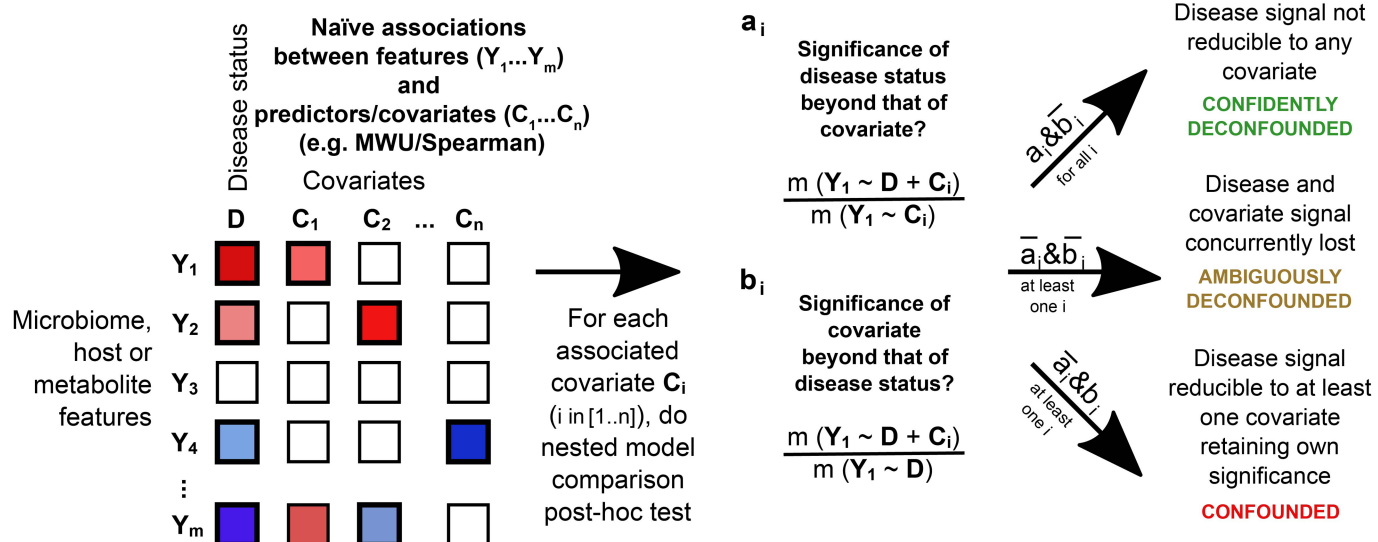 Disease status
Naïve associations
between features (Y₁...Yₘ)
and
predictors/covariates (C₁...Cₙ)
(e.g. MWU/Spearman)
Covariates
D C₁ C₂ ... Cₙ
Y₁
Y₂
Y₃
Y₄
...
Yₘ
Microbiome,
host or
metabolite
features
For each
associated
covariate Cᵢ
(i in [1..n]), do
nested model
comparison
post-hoc test
aᵢ
Significance of
disease status
beyond that of
covariate?
m (Y₁ ~ D + Cᵢ)
m (Y₁ ~ Cᵢ)
bᵢ
Significance of
covariate
beyond that of
disease status?
m (Y₁ ~ D + Cᵢ)
m (Y₁ ~ D)
aᵢ&b̅ᵢ
for all i
Disease signal not
reducible to any
covariate
CONFIDENTLY
DECONFOUNDED
a̅ᵢ&b̅ᵢ
at least
one i
Disease and
covariate signal
concurrently lost
AMBIGUOUSLY
DECONFOUNDED
a̅ᵢ&bᵢ
at least
one i
Disease signal
reducible to at least
one covariate
retaining own
significance
CONFOUNDED